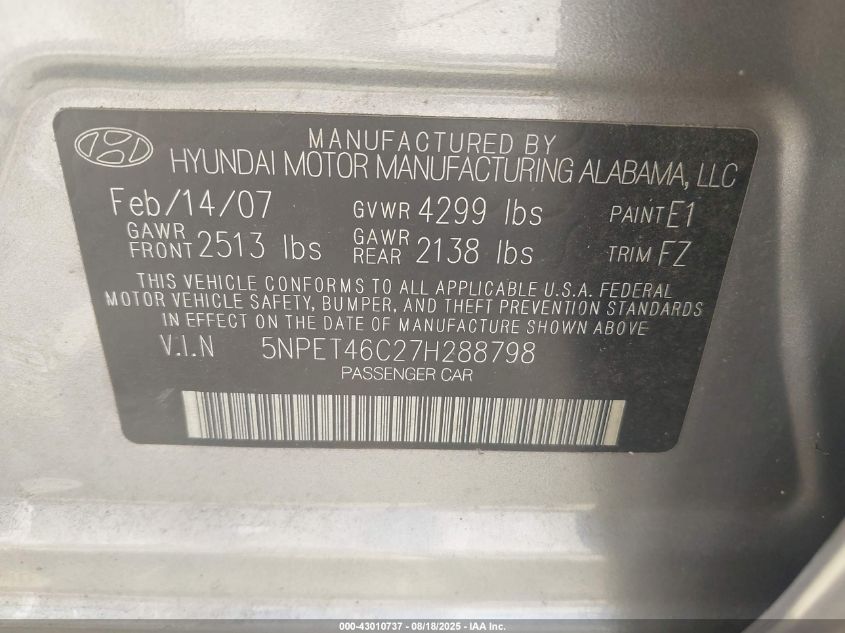 MANUFACTURED BY
HYUNDAI MOTOR MANUFACTURING ALABAMA, LLC
Feb/14/07 GVWR 4299 lbs PAINT E1
GAWR FRONT 2513 lbs GAWR REAR 2138 lbs TRIM FZ
THIS VEHICLE CONFORMS TO ALL APPLICABLE U.S.A. FEDERAL
MOTOR VEHICLE SAFETY, BUMPER, AND THEFT PREVENTION STANDARDS
IN EFFECT ON THE DATE OF MANUFACTURE SHOWN ABOVE
V.I.N 5NPET46C27H288798
PASSENGER CAR
000-43010737 - 08/18/2025 - IAA Inc.